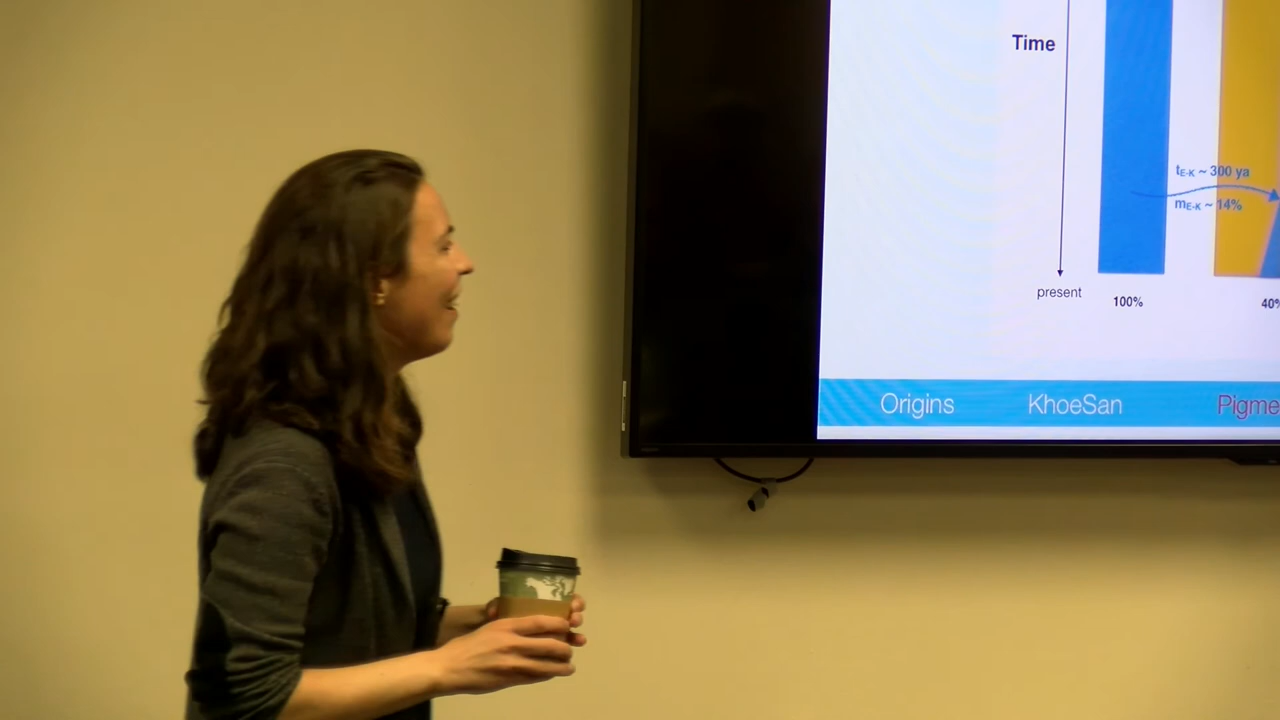 Time
tE-K ~ 300 ya
mE-K ~ 14%
present
100%
40%
Origins
KhoeSan
Pigme